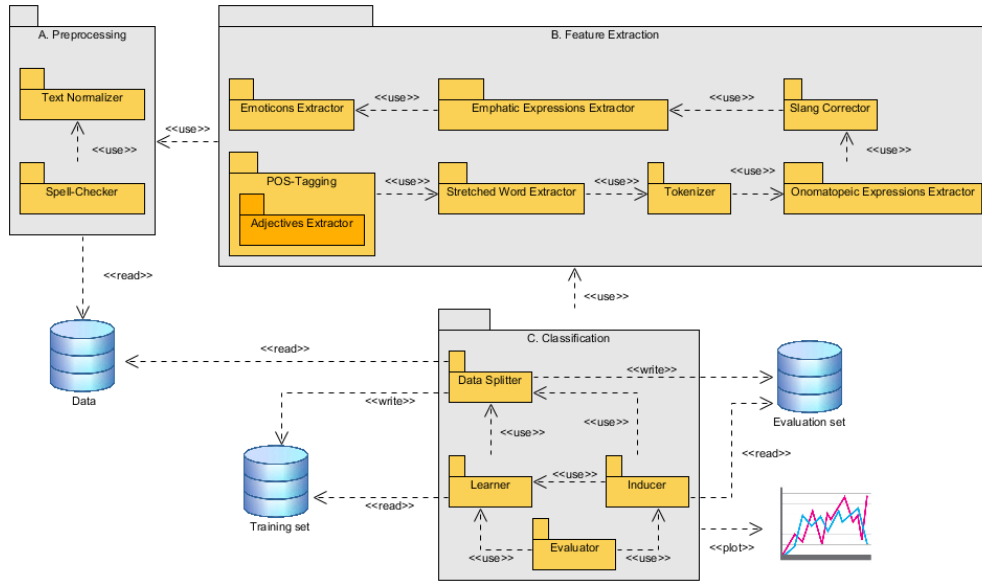 A. Preprocessing
Text Normalizer
<<use>>
Spell-Checker
<<use>>
B. Feature Extraction
Emoticons Extractor
<<use>>
Emphatic Expressions Extractor
<<use>>
Slang Corrector
<<use>>
POS-Tagging
Adjectives Extractor
<<use>>
Stretched Word Extractor
<<use>>
Tokenizer
<<use>>
Onomatopeic Expressions Extractor
<<read>>
<<use>>
Data
C. Classification
<<read>>
Data Splitter
<<write>>
<<write>>
Evaluation set
<<use>>
<<use>>
Training set
<<read>>
Learner
<<use>>
Inducer
<<read>>
<<use>>
Evaluator
<<use>>
<<plot>>